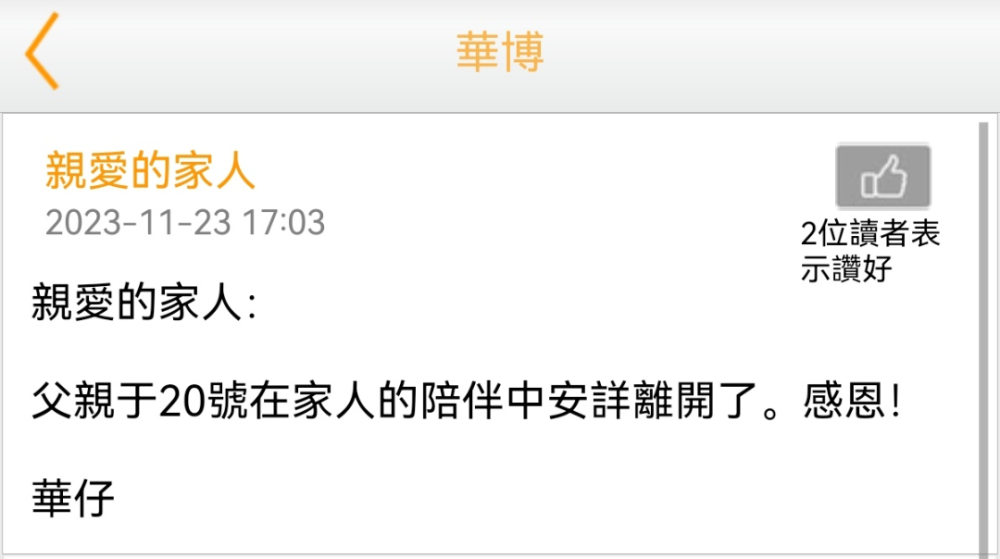 華博
親愛的家人
2023-11-23 17:03
2位讀者表
示讚好
親愛的家人:
父親于20號在家人的陪伴中安詳離開了。感恩!
華仔